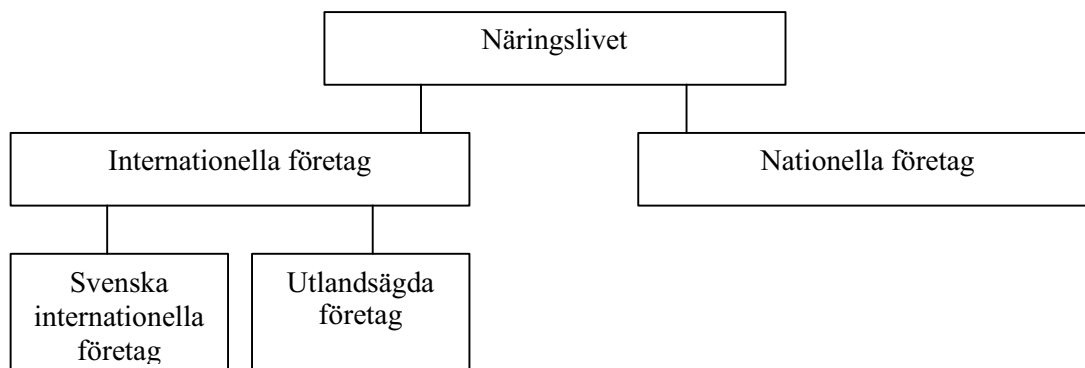 Näringslivet
Internationella företag
Nationella företag
Svenska
internationella
företag
Utlandsägda
företag